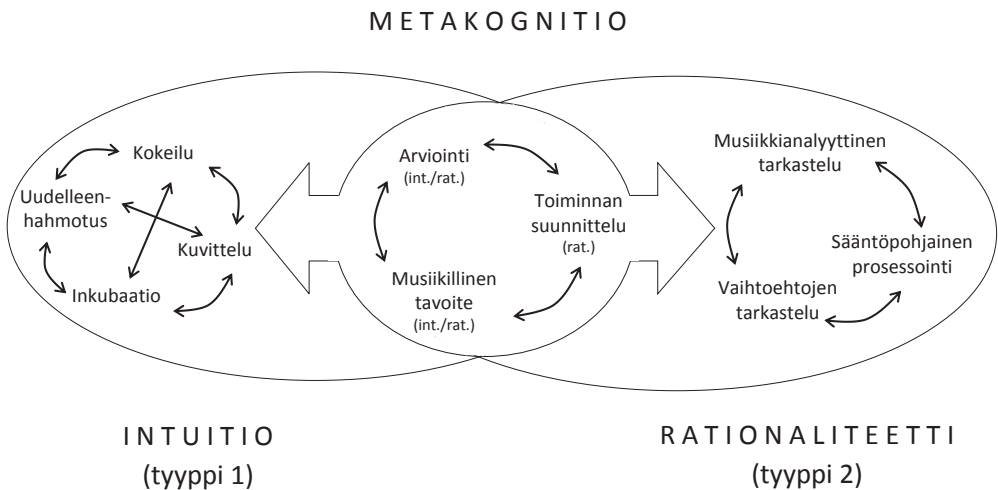 METAKOGNITIO
Kokeilu
Uudelleen-
hahmotus
Kuvittelu
Inkubaatio
Arviointi
(int./rat.)
Toiminnan
suunnittelu
(rat.)
Musiikillinen
tavoite
(int./rat.)
Musiikkianalyyttinen
tarkastelu
Sääntöpohjainen
prosessointi
Vaihtoehtojen
tarkastelu
INTUITIO
(tyyppi 1)
RATIONALITEETTI
(tyyppi 2)